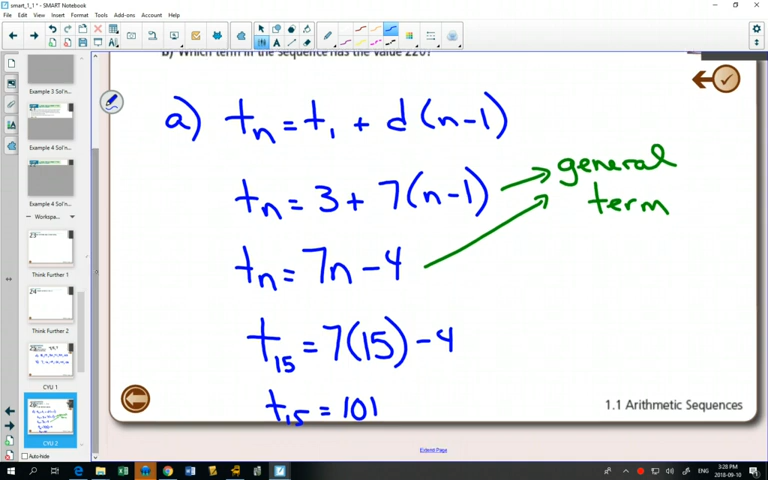 smart_1_1 * - SMART Notebook
File Edit View Insert Format Tools Add-ons Account Help
b) Which term in the sequence has the value 220?
a) tn = t1 + d(n-1)
tn = 3 + 7(n-1)
general
term
tn = 7n - 4
t15 = 7(15) - 4
t15 = 101
1.1 Arithmetic Sequences
Extend Page
Example 3 Sol'n
Example 4 Sol'n
Example 4 Sol'n
Workspa...
23
Think Further 1
24
Think Further 2
CYU 1
CYU 2
Auto-hide
ENG
3:28 PM
2018-09-10